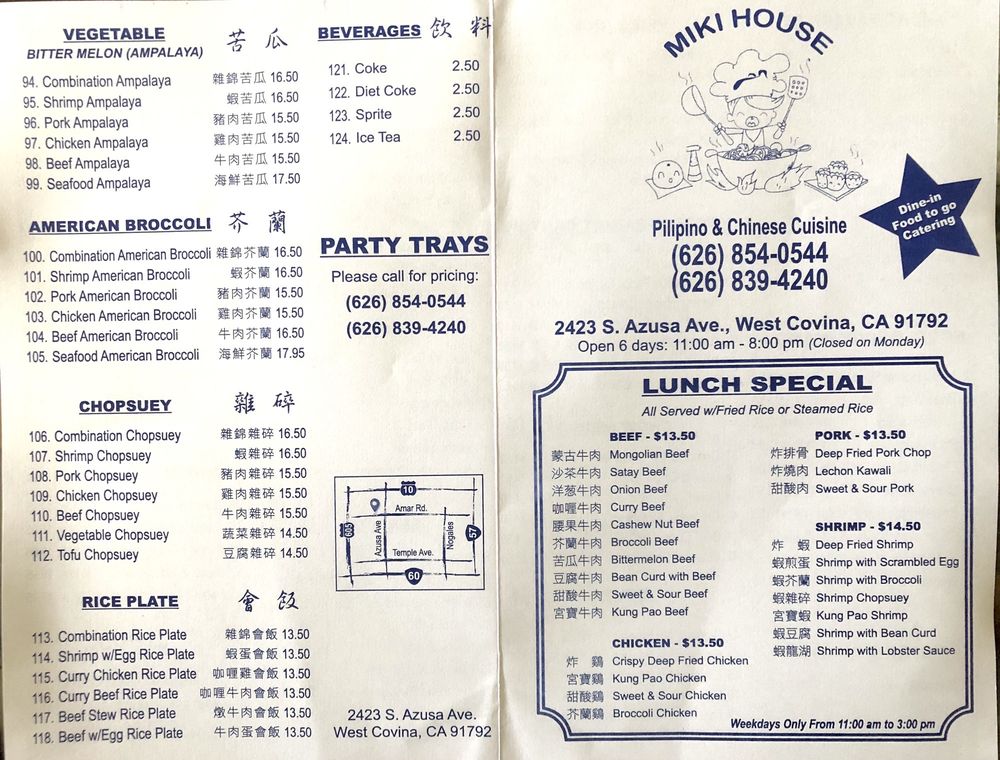 VEGETABLE
BITTER MELON (AMPALAYA) 苦瓜
94. Combination Ampalaya 雜錦苦瓜 16.50
95. Shrimp Ampalaya 蝦苦瓜 16.50
96. Pork Ampalaya 豬肉苦瓜 15.50
97. Chicken Ampalaya 雞肉苦瓜 15.50
98. Beef Ampalaya 牛肉苦瓜 15.50
99. Seafood Ampalaya 海鮮苦瓜 17.50
AMERICAN BROCCOLI 芥蘭
100. Combination American Broccoli 雜錦芥蘭 16.50
101. Shrimp American Broccoli 蝦芥蘭 16.50
102. Pork American Broccoli 豬肉芥蘭 15.50
103. Chicken American Broccoli 雞肉芥蘭 15.50
104. Beef American Broccoli 牛肉芥蘭 16.50
105. Seafood American Broccoli 海鮮芥蘭 17.95
CHOPSUEY 雜碎
106. Combination Chopsuey 雜錦雜碎 16.50
107. Shrimp Chopsuey 蝦雜碎 16.50
108. Pork Chopsuey 豬肉雜碎 15.50
109. Chicken Chopsuey 雞肉雜碎 15.50
110. Beef Chopsuey 牛肉雜碎 15.50
111. Vegetable Chopsuey 蔬菜雜碎 14.50
112. Tofu Chopsuey 豆腐雜碎 14.50
RICE PLATE 會飯
113. Combination Rice Plate 雜錦會飯 13.50
114. Shrimp w/Egg Rice Plate 蝦蛋會飯 13.50
115. Curry Chicken Rice Plate 咖喱雞會飯 13.50
116. Curry Beef Rice Plate 咖喱牛肉會飯 13.50
117. Beef Stew Rice Plate 燉牛肉會飯 13.50
118. Beef w/Egg Rice Plate 牛肉蛋會飯 13.50
BEVERAGES 飲料
121. Coke 2.50
122. Diet Coke 2.50
123. Sprite 2.50
124. Ice Tea 2.50
PARTY TRAYS
Please call for pricing:
(626) 854-0544
(626) 839-4240
10
Amar Rd.
605
Azusa Ave
Nogales
57
Temple Ave.
60
2423 S. Azusa Ave.
West Covina, CA 91792
MIKI HOUSE
Dine-in
Food to go
Catering
Pilipino & Chinese Cuisine
(626) 854-0544
(626) 839-4240
2423 S. Azusa Ave., West Covina, CA 91792
Open 6 days: 11:00 am - 8:00 pm (Closed on Monday)
LUNCH SPECIAL
All Served w/Fried Rice or Steamed Rice
BEEF - $13.50
蒙古牛肉 Mongolian Beef
沙茶牛肉 Satay Beef
洋葱牛肉 Onion Beef
咖喱牛肉 Curry Beef
腰果牛肉 Cashew Nut Beef
芥蘭牛肉 Broccoli Beef
苦瓜牛肉 Bittermelon Beef
豆腐牛肉 Bean Curd with Beef
甜酸牛肉 Sweet & Sour Beef
宮寶牛肉 Kung Pao Beef
CHICKEN - $13.50
炸 鷄 Crispy Deep Fried Chicken
宮寶鷄 Kung Pao Chicken
甜酸鷄 Sweet & Sour Chicken
芥蘭鷄 Broccoli Chicken
PORK - $13.50
炸排骨 Deep Fried Pork Chop
炸燒肉 Lechon Kawali
甜酸肉 Sweet & Sour Pork
SHRIMP - $14.50
炸 蝦 Deep Fried Shrimp
蝦煎蛋 Shrimp with Scrambled Egg
蝦芥蘭 Shrimp with Broccoli
蝦雜碎 Shrimp Chopsuey
宮寶蝦 Kung Pao Shrimp
蝦豆腐 Shrimp with Bean Curd
蝦龍湖 Shrimp with Lobster Sauce
Weekdays Only From 11:00 am to 3:00 pm